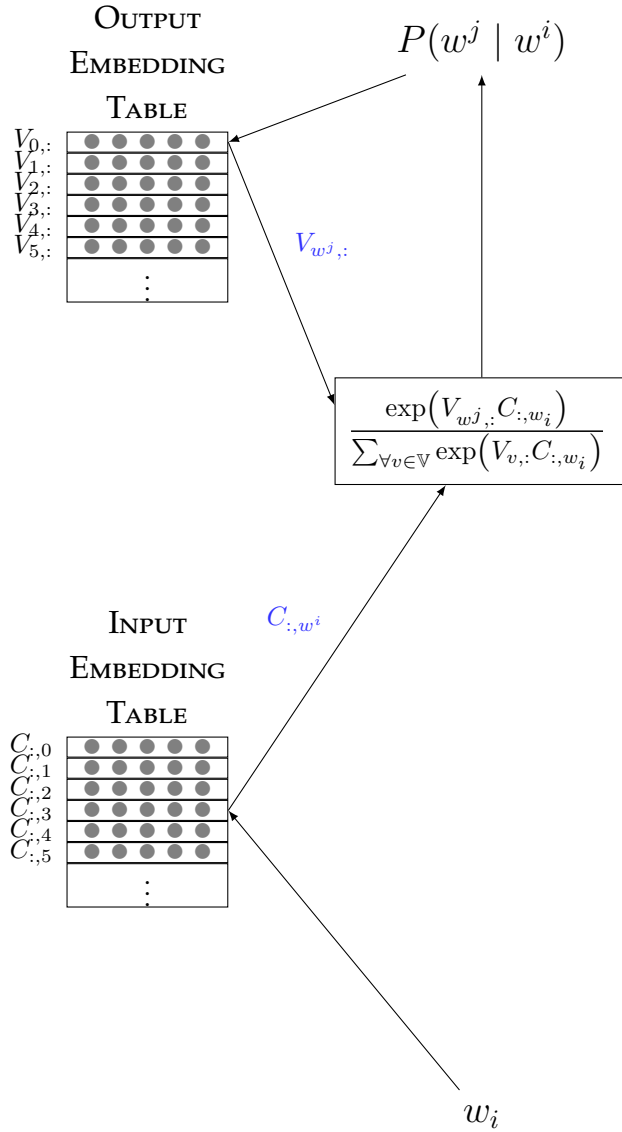 OUTPUT
EMBEDDING
TABLE
P(w^j | w^i)
V_{0,:}
V_{1,:}
V_{2,:}
V_{3,:}
V_{4,:}
V_{5,:}
⋮
V_{w^j,:}
exp(V_{w^j,:}C_{:,w_i})
∑_{∀v∈𝕍} exp(V_{v,:}C_{:,w_i})
C_{:,w^i}
INPUT
EMBEDDING
TABLE
C_{:,0}
C_{:,1}
C_{:,2}
C_{:,3}
C_{:,4}
C_{:,5}
⋮
w_i